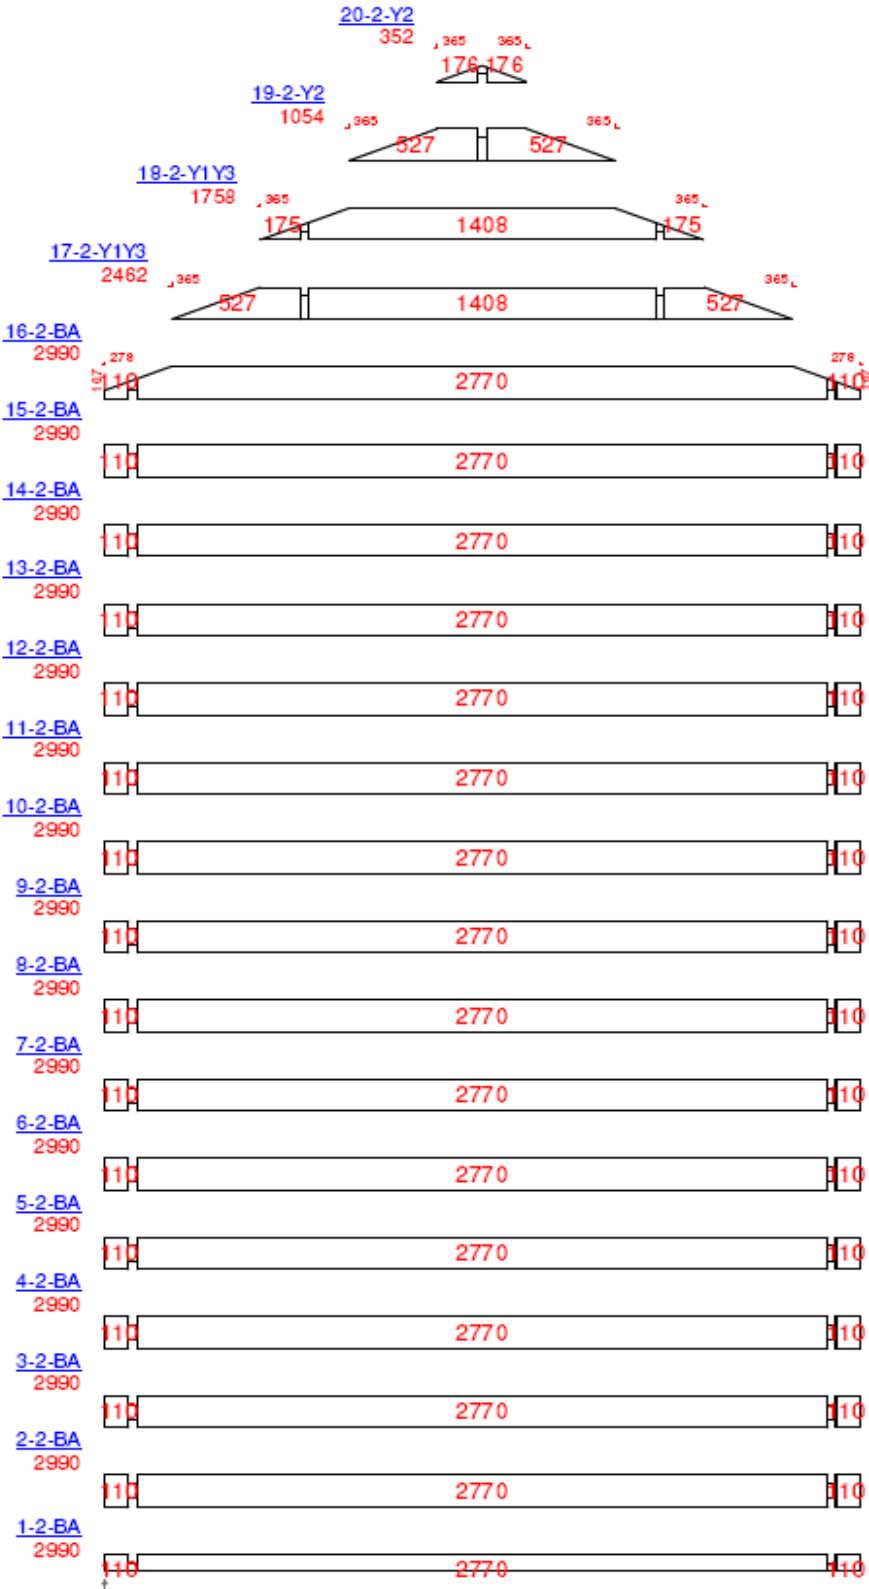 20-2-Y2
352 365 365
176 176
19-2-Y2
1054 365 365
527 527
18-2-Y1Y3
1758 365 365
175 1408 175
17-2-Y1Y3
2462 365 365
527 1408 527
16-2-BA
2990 278 278
107 110 2770 110 107
15-2-BA
2990
110 2770 110
14-2-BA
2990
110 2770 110
13-2-BA
2990
110 2770 110
12-2-BA
2990
110 2770 110
11-2-BA
2990
110 2770 110
10-2-BA
2990
110 2770 110
9-2-BA
2990
110 2770 110
8-2-BA
2990
110 2770 110
7-2-BA
2990
110 2770 110
6-2-BA
2990
110 2770 110
5-2-BA
2990
110 2770 110
4-2-BA
2990
110 2770 110
3-2-BA
2990
110 2770 110
2-2-BA
2990
110 2770 110
1-2-BA
2990
110 2770 110